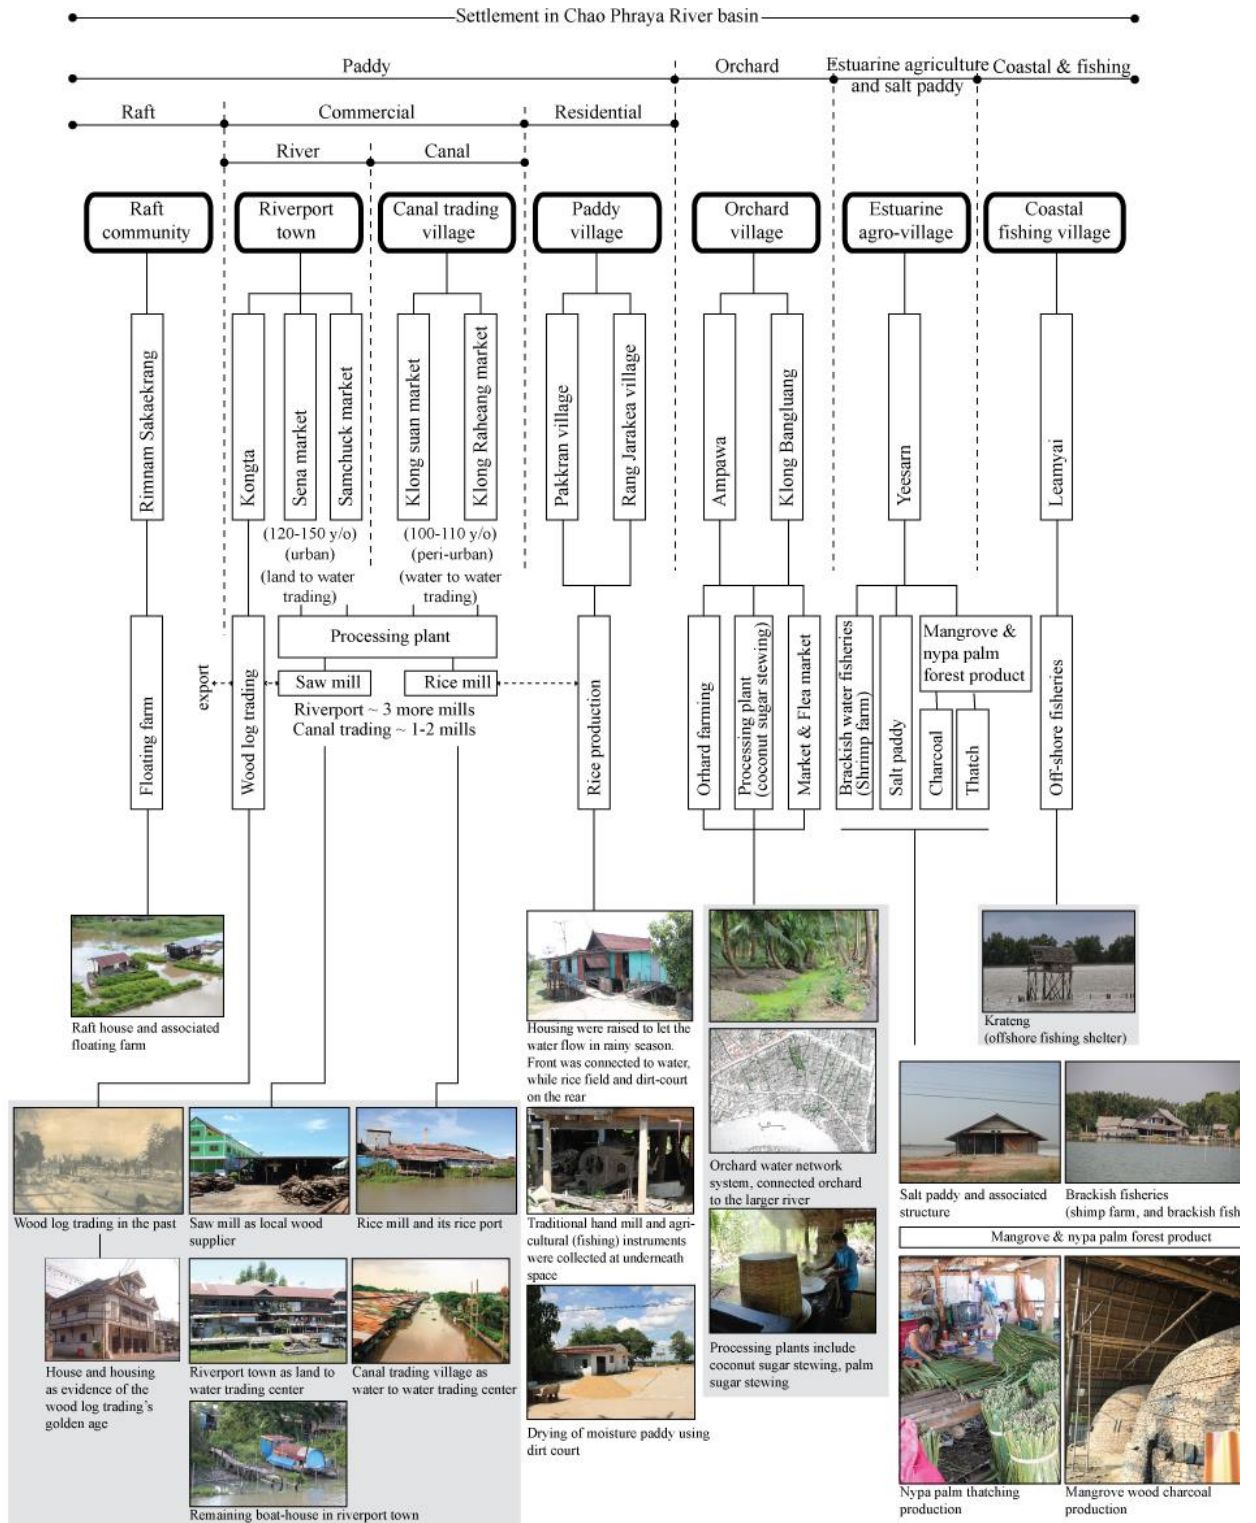 Settlement in Chao Phraya River basin
Paddy
Orchard
Estuarine agriculture
and salt paddy
Coastal & fishing
Raft
Commercial
Residential
River
Canal
Raft
community
Riverport
town
Canal trading
village
Paddy
village
Orchard
village
Estuarine
agro-village
Coastal
fishing village
Rimnam Sakaekrang
Kongta
Sena market
Samchuck market
Klong suan market
Klong Raheang market
Pakkran village
Rang Jarakea village
Ampawa
Klong Bangluang
Yeesarn
Leamyai
(120-150 y/o)
(urban)
(land to water
trading)
(100-110 y/o)
(peri-urban)
(water to water
trading)
Floating farm
export
Wood log trading
Processing plant
Saw mill
Rice mill
Riverport ~ 3 more mills
Canal trading ~ 1-2 mills
Rice production
Orhard farming
Processing plant
(coconut sugar stewing)
Market & Flea market
Brackish water fisheries
(Shrimp farm)
Salt paddy
Mangrove &
nypa palm
forest product
Charcoal
Thatch
Off-shore fisheries
Raft house and associated
floating farm
Housing were raised to let the
water flow in rainy season.
Front was connected to water,
while rice field and dirt-court
on the rear
Krateng
(offshore fishing shelter)
Wood log trading in the past
Saw mill as local wood
supplier
Rice mill and its rice port
Traditional hand mill and agri-
cultural (fishing) instruments
were collected at underneath
space
Orchard water network
system, connected orchard
to the larger river
Salt paddy and associated
structure
Brackish fisheries
(shimp farm, and brackish fish
Mangrove & nypa palm forest product
House and housing
as evidence of the
wood log trading's
golden age
Riverport town as land to
water trading center
Canal trading village as
water to water trading center
Processing plants include
coconut sugar stewing, palm
sugar stewing
Drying of moisture paddy using
dirt court
Remaining boat-house in riverport town
Nypa palm thatching
production
Mangrove wood charcoal
production